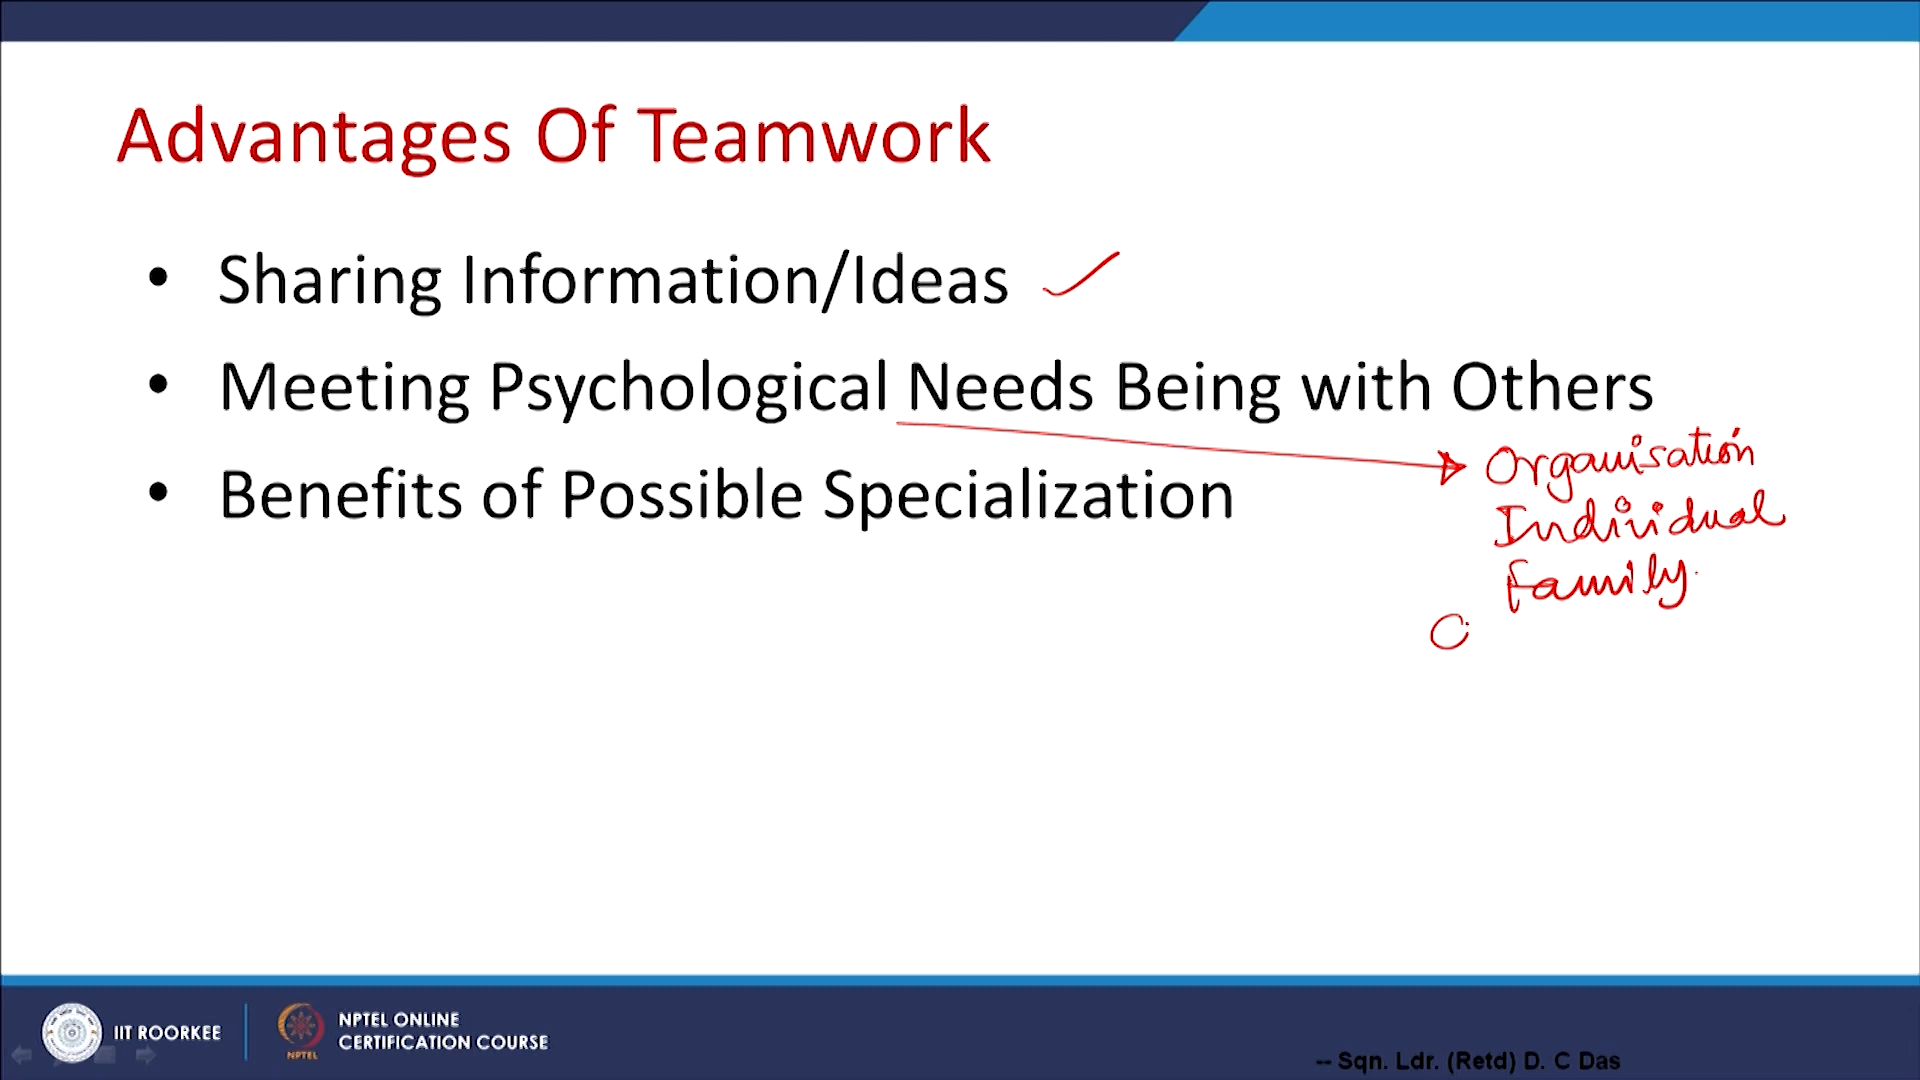 Advantages Of Teamwork
• Sharing Information/Ideas
• Meeting Psychological Needs Being with Others
• Benefits of Possible Specialization
Organisation
Individual
Family.
C
IIT ROORKEE
NPTEL
NPTEL ONLINE
CERTIFICATION COURSE
-- Sqn. Ldr. (Retd) D. C Das